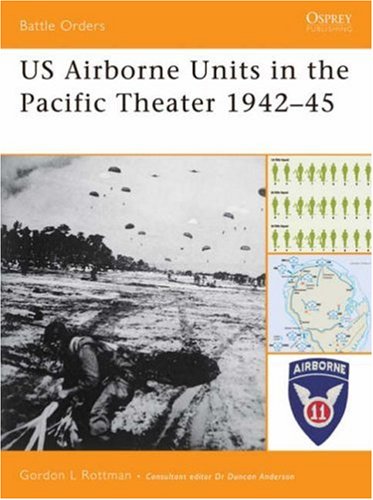 Battle Orders
OSPREY
PUBLISHING
US Airborne Units in the
Pacific Theater 1942–45
AIRBORNE
11
Gordon L Rottman • Consultant editor Dr Duncan Anderson